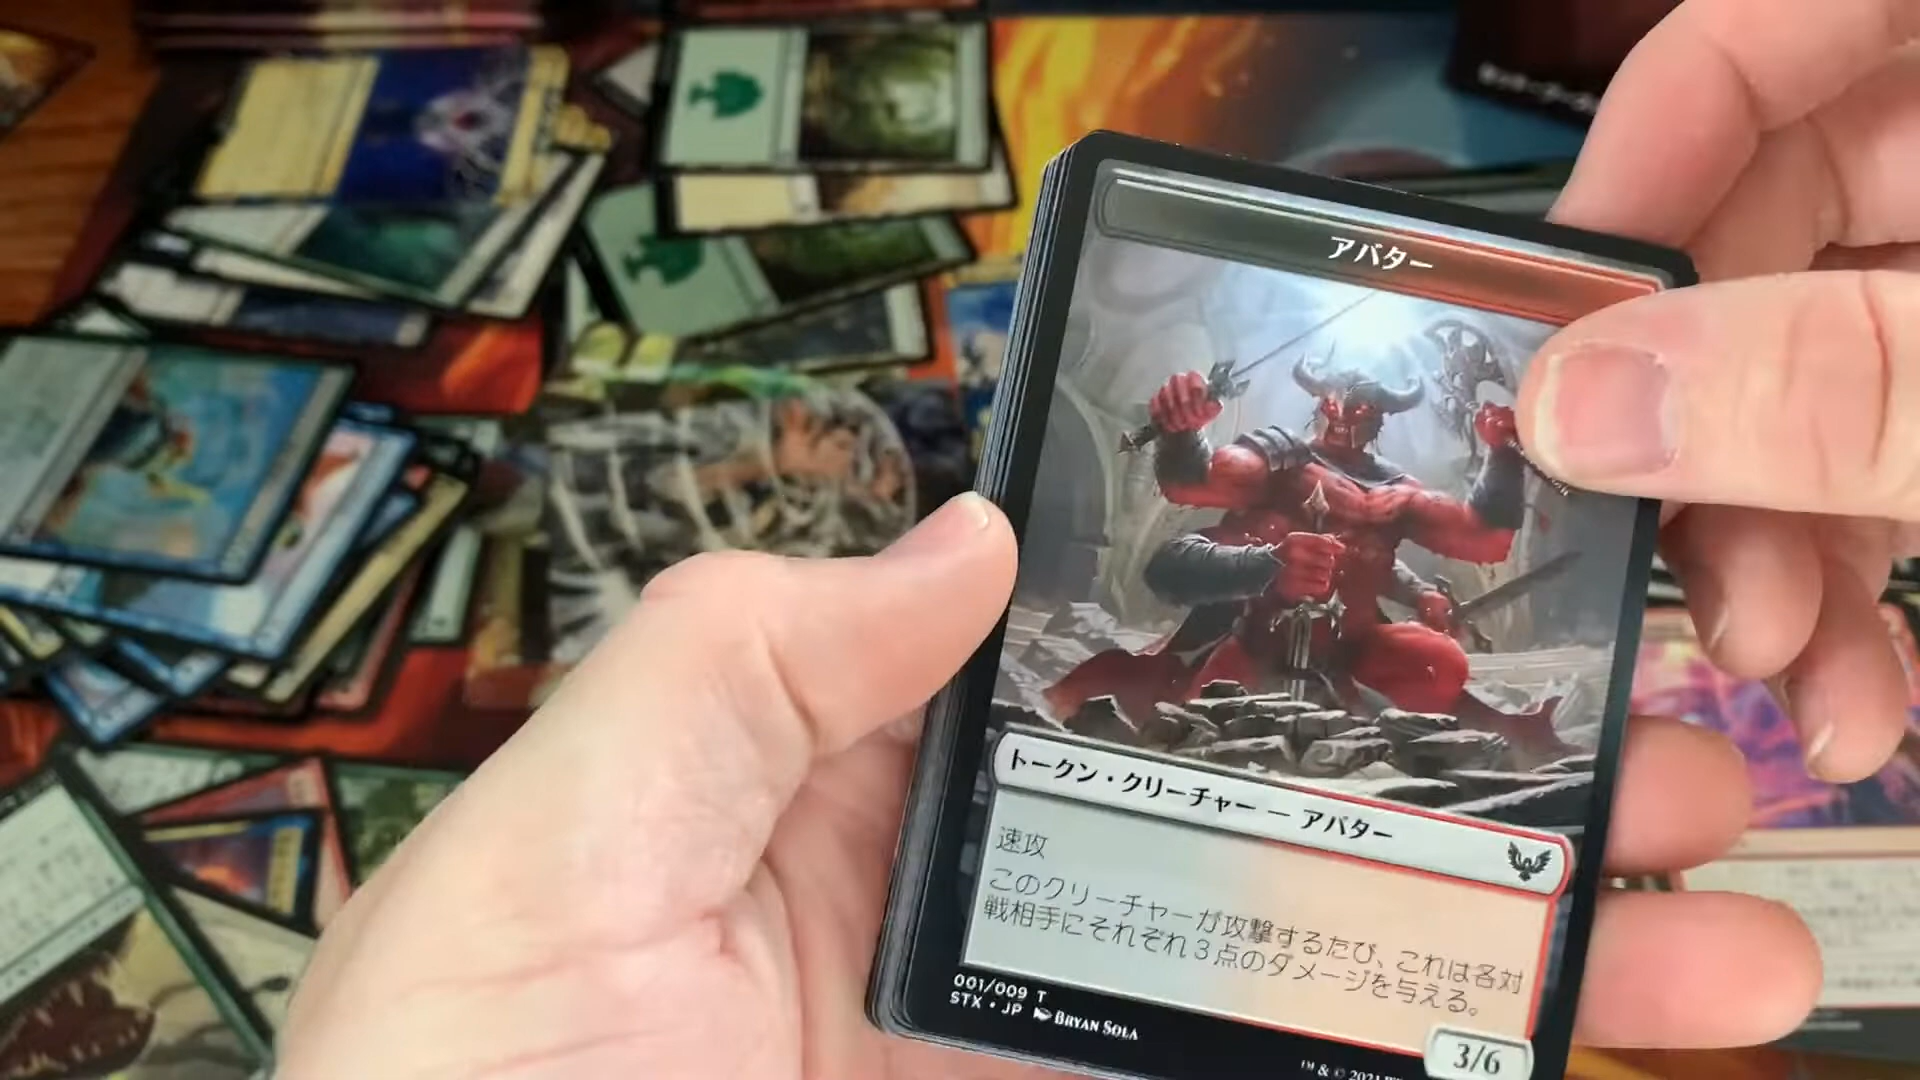 アバター
トークン・クリーチャー ― アバター
速攻
このクリーチャーが攻撃するたび、これは各対
戦相手にそれぞれ3点のダメージを与える。
3/6
001/009 T
STX • JP BRYAN SOLA
™ & © 2021